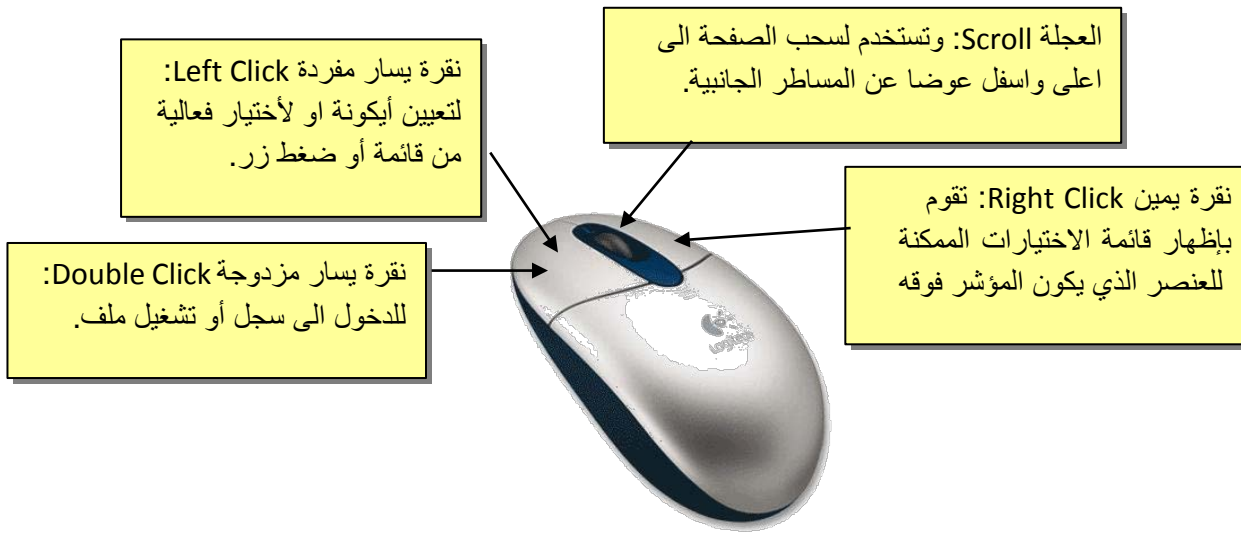 العجلة Scroll: وتستخدم لسحب الصفحة الى
اعلى واسفل عوضا عن المساطر الجانبية.
نقرة يسار مفردة Left Click:
لتعيين أيكونة او لأختيار فعالية
من قائمة أو ضغط زر.
نقرة يمين Right Click: تقوم
بإظهار قائمة الاختيارات الممكنة
للعنصر الذي يكون المؤشر فوقه
نقرة يسار مزدوجة Double Click:
للدخول الى سجل أو تشغيل ملف.
Logitech